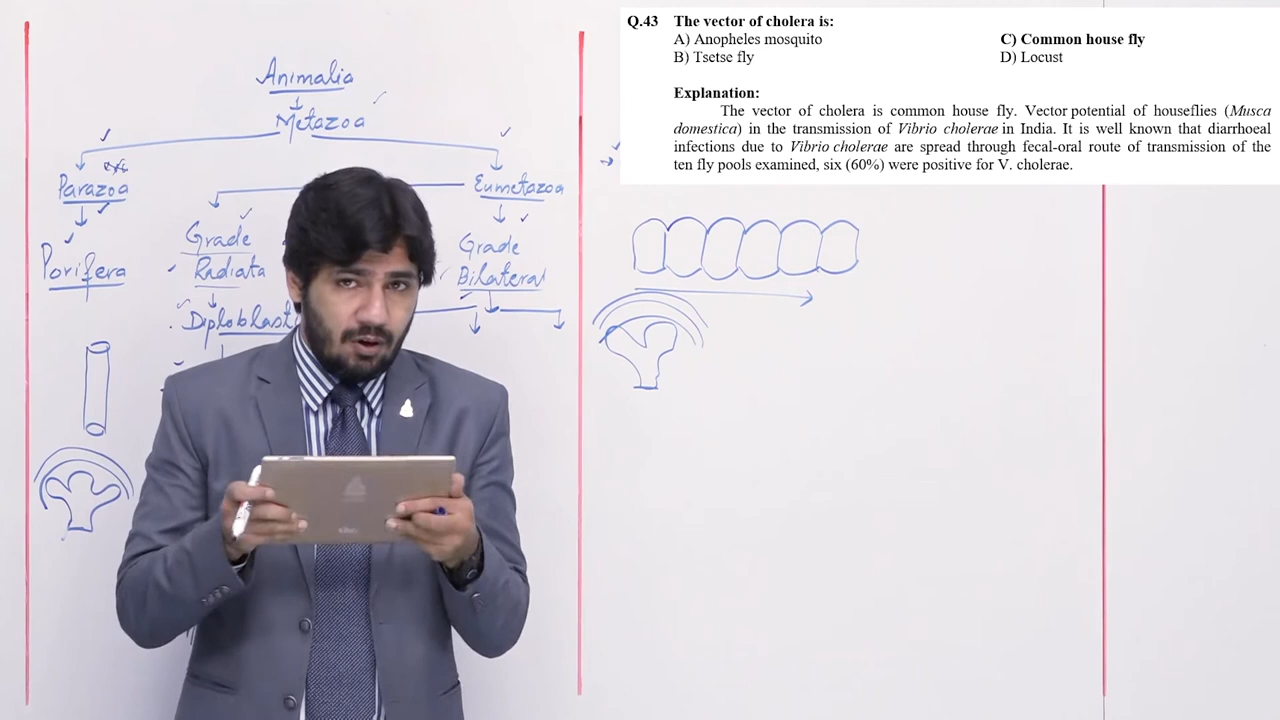 Q.43 The vector of cholera is:
A) Anopheles mosquito C) Common house fly
B) Tsetse fly D) Locust
Explanation:
The vector of cholera is common house fly. Vector potential of houseflies (Musca
domestica) in the transmission of Vibrio cholerae in India. It is well known that diarrhoeal
infections due to Vibrio cholerae are spread through fecal-oral route of transmission of the
ten fly pools examined, six (60%) were positive for V. cholerae.
Animalia
Metazoa
Parazoa
Eumetazoa
Porifera
Grade
Radiata
Grade
Bilateral
Diploblast